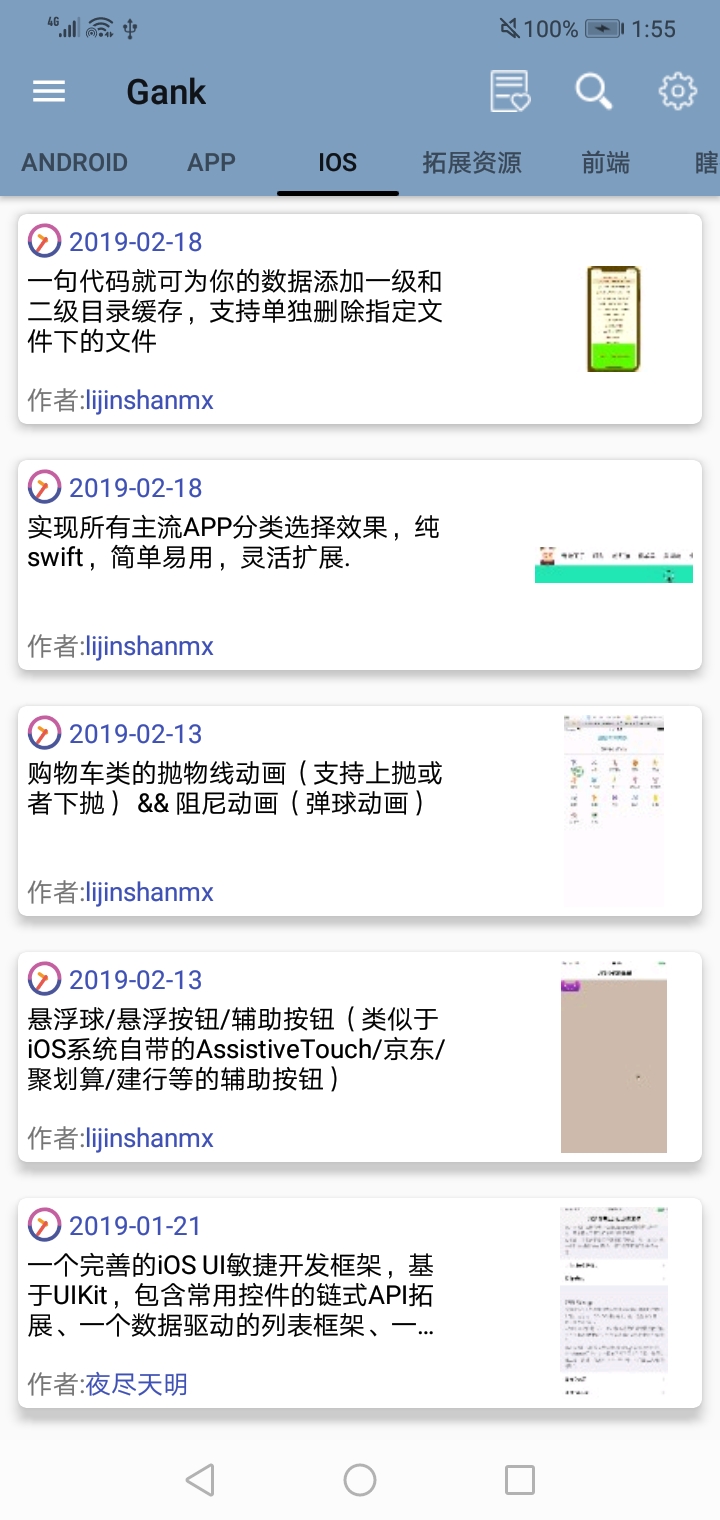 4G 100% 1:55
Gank
ANDROID APP IOS 拓展资源 前端 瞎
2019-02-18
一句代码就可为你的数据添加一级和
二级目录缓存，支持单独删除指定文
件下的文件
作者:lijinshanmx
2019-02-18
实现所有主流APP分类选择效果，纯
swift，简单易用，灵活扩展.
作者:lijinshanmx
2019-02-13
购物车类的抛物线动画（支持上抛或
者下抛） && 阻尼动画（弹球动画）
作者:lijinshanmx
2019-02-13
悬浮球/悬浮按钮/辅助按钮（类似于
iOS系统自带的AssistiveTouch/京东/
聚划算/建行等的辅助按钮）
作者:lijinshanmx
2019-01-21
一个完善的iOS UI敏捷开发框架，基
于UIKit，包含常用控件的链式API拓
展、一个数据驱动的列表框架、一...
作者:夜尽天明